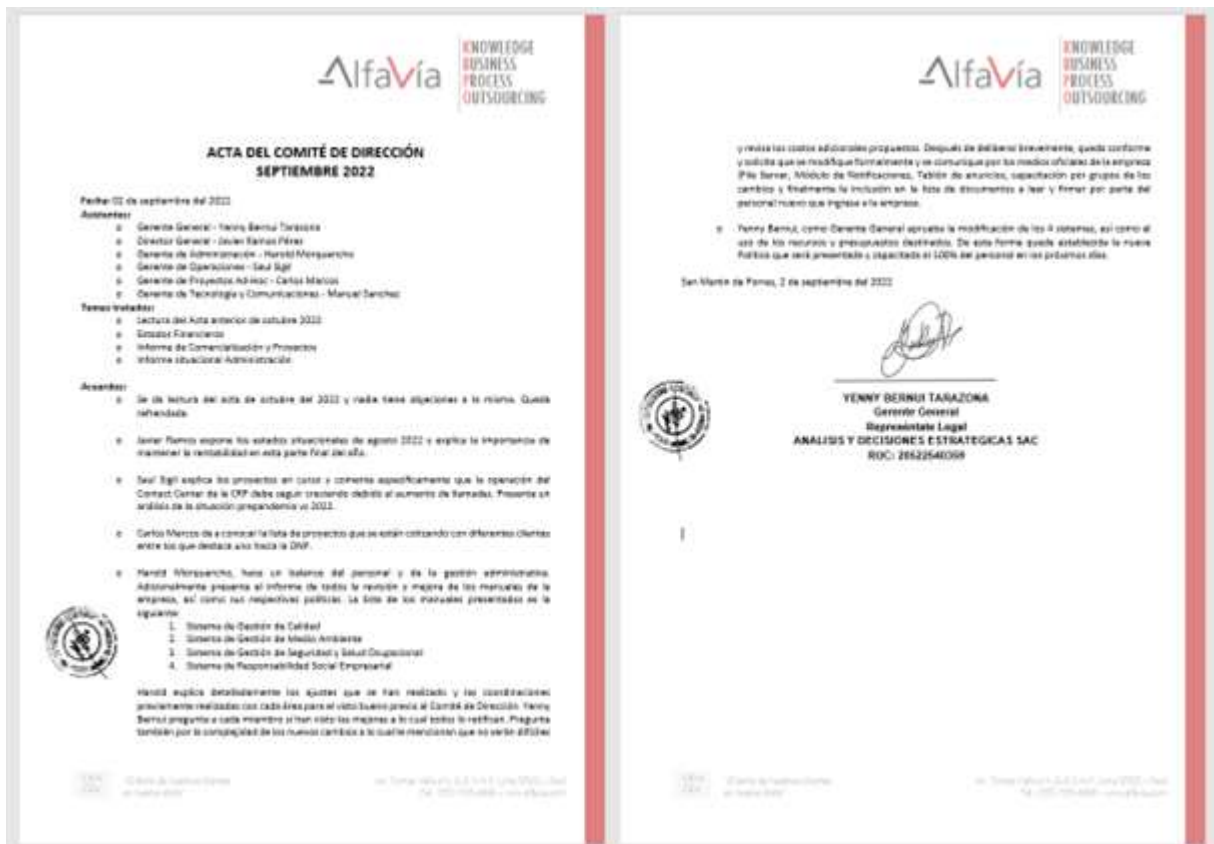 AlfaVía
KNOWLEDGE
BUSINESS
PROCESS
OUTSOURCING
ACTA DEL COMITÉ DE DIRECCIÓN
SEPTIEMBRE 2022
Fecha: 02 de septiembre del 2022
Asistentes:
o Gerente General - Yenny Bernui Tarazona
o Director General - Javier Ramos Pérez
o Gerente de Administración - Harold Morquencho
o Gerente de Operaciones - Saul Sigil
o Gerente de Proyectos Ad-Hoc - Carlos Marcos
o Gerente de Tecnología y Comunicaciones - Manuel Sanchez
Temas tratados:
o Lectura del Acta anterior de octubre 2022
o Estados Financieros
o Informe de Comercialización y Proyectos
o Informe situacional Administración
Acuerdos:
o Se da lectura del acta de octubre del 2022 y nadie tiene objeciones a la misma. Queda
refrendada.
o Javier Ramos expone los estados situacionales de agosto 2022 y explica la importancia de
mantener la rentabilidad en esta parte final del año.
o Saul Sigil explica los proyectos en curso y comenta específicamente que la operación del
Contact Center de la CRP debe seguir creciendo debido al aumento de llamadas. Presenta un
análisis de la situación prepandemia vs 2022.
o Carlos Marcos da a conocer la lista de proyectos que se están cotizando con diferentes clientes
entre los que destaca uno hacia la ONP.
o Harold Morquencho, hace un balance del personal y de la gestión administrativa.
Adicionalmente presenta el informe de todo la revisión y mejora de los manuales de la
empresa, así como sus respectivas políticas. La lista de los manuales presentados es la
siguiente:
1. Sistema de Gestión de Calidad
2. Sistema de Gestión de Medio Ambiente
3. Sistema de Gestión de Seguridad y Salud Ocupacional
4. Sistema de Responsabilidad Social Empresarial
Harold explica detalladamente los ajustes que se han realizado y las coordinaciones
previamente realizadas con cada área para el visto bueno previo al Comité de Dirección. Yenny
Bernui pregunta a cada miembro si han visto las mejoras a lo cual todos lo ratifican. Pregunta
también por la complejidad de los nuevos cambios a lo cual le mencionan que no serán difíciles
AlfaVía
KNOWLEDGE
BUSINESS
PROCESS
OUTSOURCING
y revisa los costos adicionales propuestos. Después de deliberar brevemente, queda conforme
y solicita que se modifique formalmente y se comunique por los medios oficiales de la empresa
(File Server, Módulo de Notificaciones, Tablón de anuncios, capacitación por grupos de los
cambios y finalmente la inclusión en la lista de documentos a leer y firmar por parte del
personal nuevo que ingresa a la empresa.
o Yenny Bernui, como Gerente General aprueba la modificación de los 4 sistemas, así como el
uso de los recursos y presupuestos destinados. De esta forma queda establecida la nueva
Política que será presentada y capacitada al 100% del personal en los próximos días.
San Martin de Porres, 2 de septiembre del 2022
YENNY BERNUI TARAZONA
Gerente General
Representate Legal
ANALISIS Y DECISIONES ESTRATEGICAS SAC
RUC: 20522540359